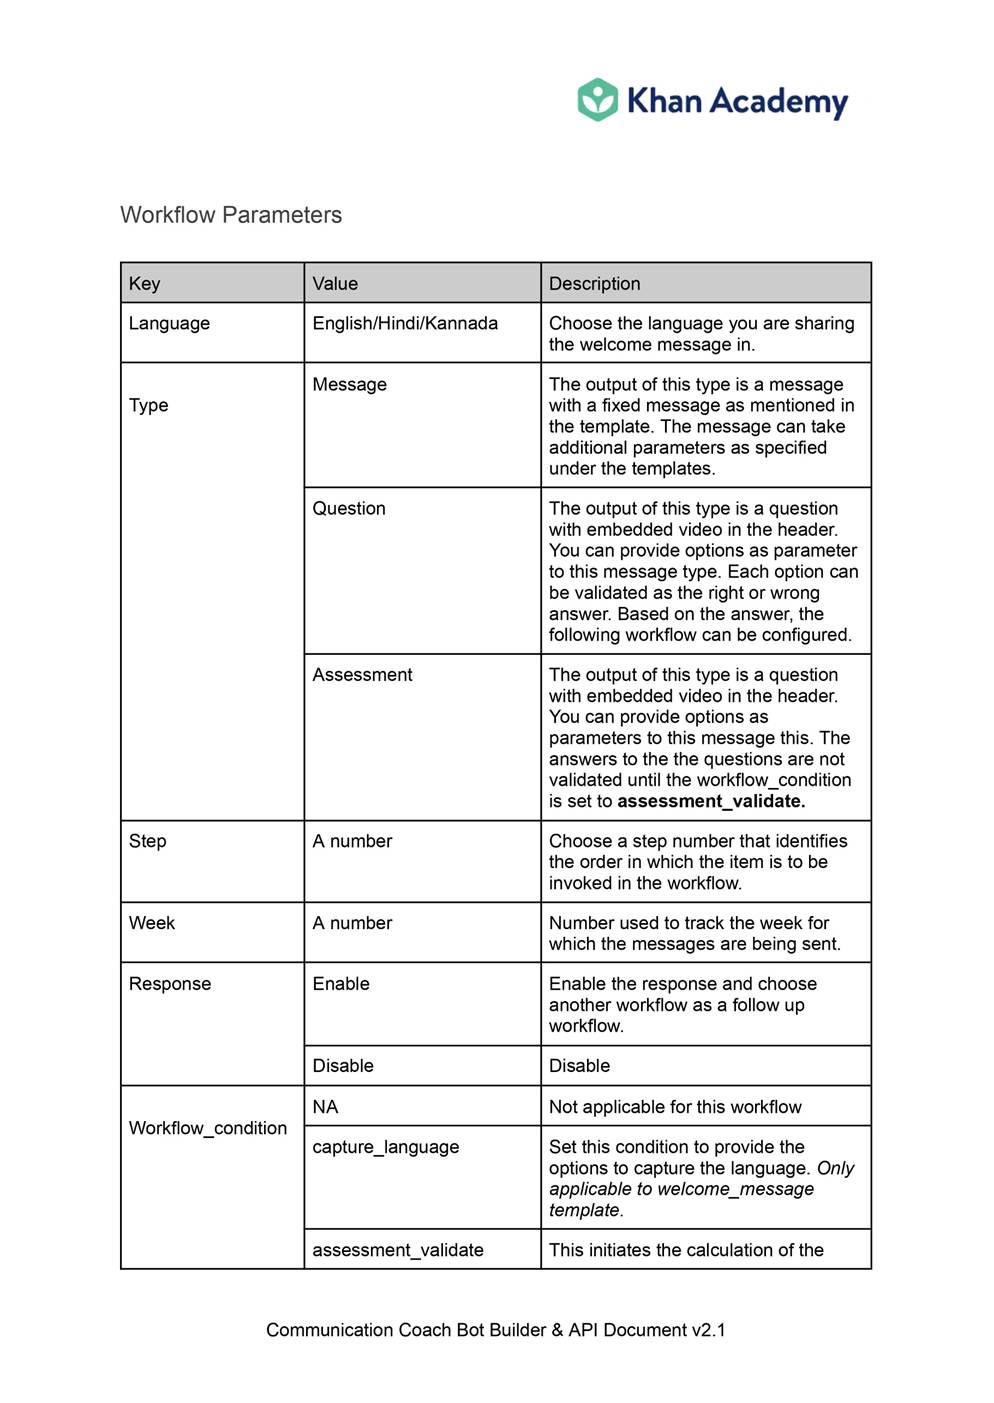 Khan Academy
Workflow Parameters
Key Value Description
Language English/Hindi/Kannada Choose the language you are sharing
the welcome message in.
Type
Message The output of this type is a message
with a fixed message as mentioned in
the template. The message can take
additional parameters as specified
under the templates.
Question The output of this type is a question
with embedded video in the header.
You can provide options as parameter
to this message type. Each option can
be validated as the right or wrong
answer. Based on the answer, the
following workflow can be configured.
Assessment The output of this type is a question
with embedded video in the header.
You can provide options as
parameters to this message this. The
answers to the the questions are not
validated until the workflow_condition
is set to assessment_validate.
Step A number Choose a step number that identifies
the order in which the item is to be
invoked in the workflow.
Week A number Number used to track the week for
which the messages are being sent.
Response Enable Enable the response and choose
another workflow as a follow up
workflow.
Disable Disable
Workflow_condition
NA Not applicable for this workflow
capture_language Set this condition to provide the
options to capture the language. Only
applicable to welcome_message
template.
assessment_validate This initiates the calculation of the
Communication Coach Bot Builder & API Document v2.1